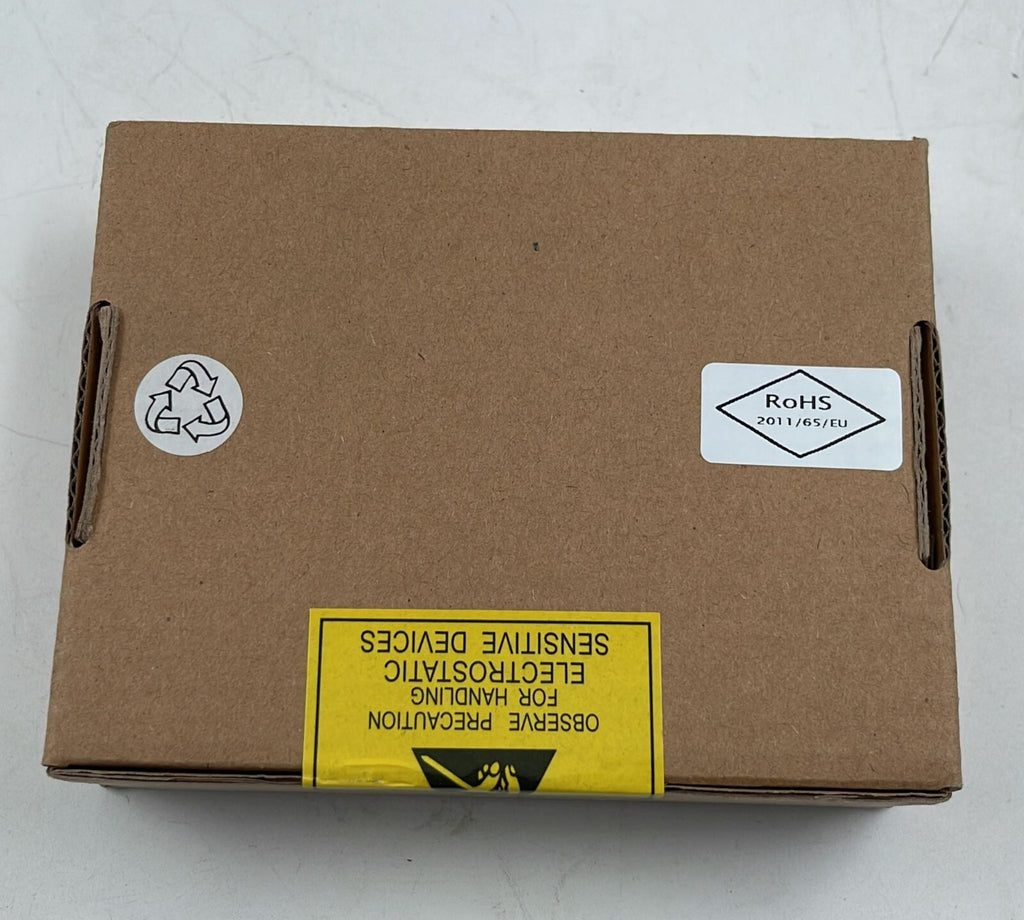 RoHS
2011/65/EU
OBSERVE PRECAUTION
FOR HANDLING
ELECTROSTATIC
SENSITIVE DEVICES